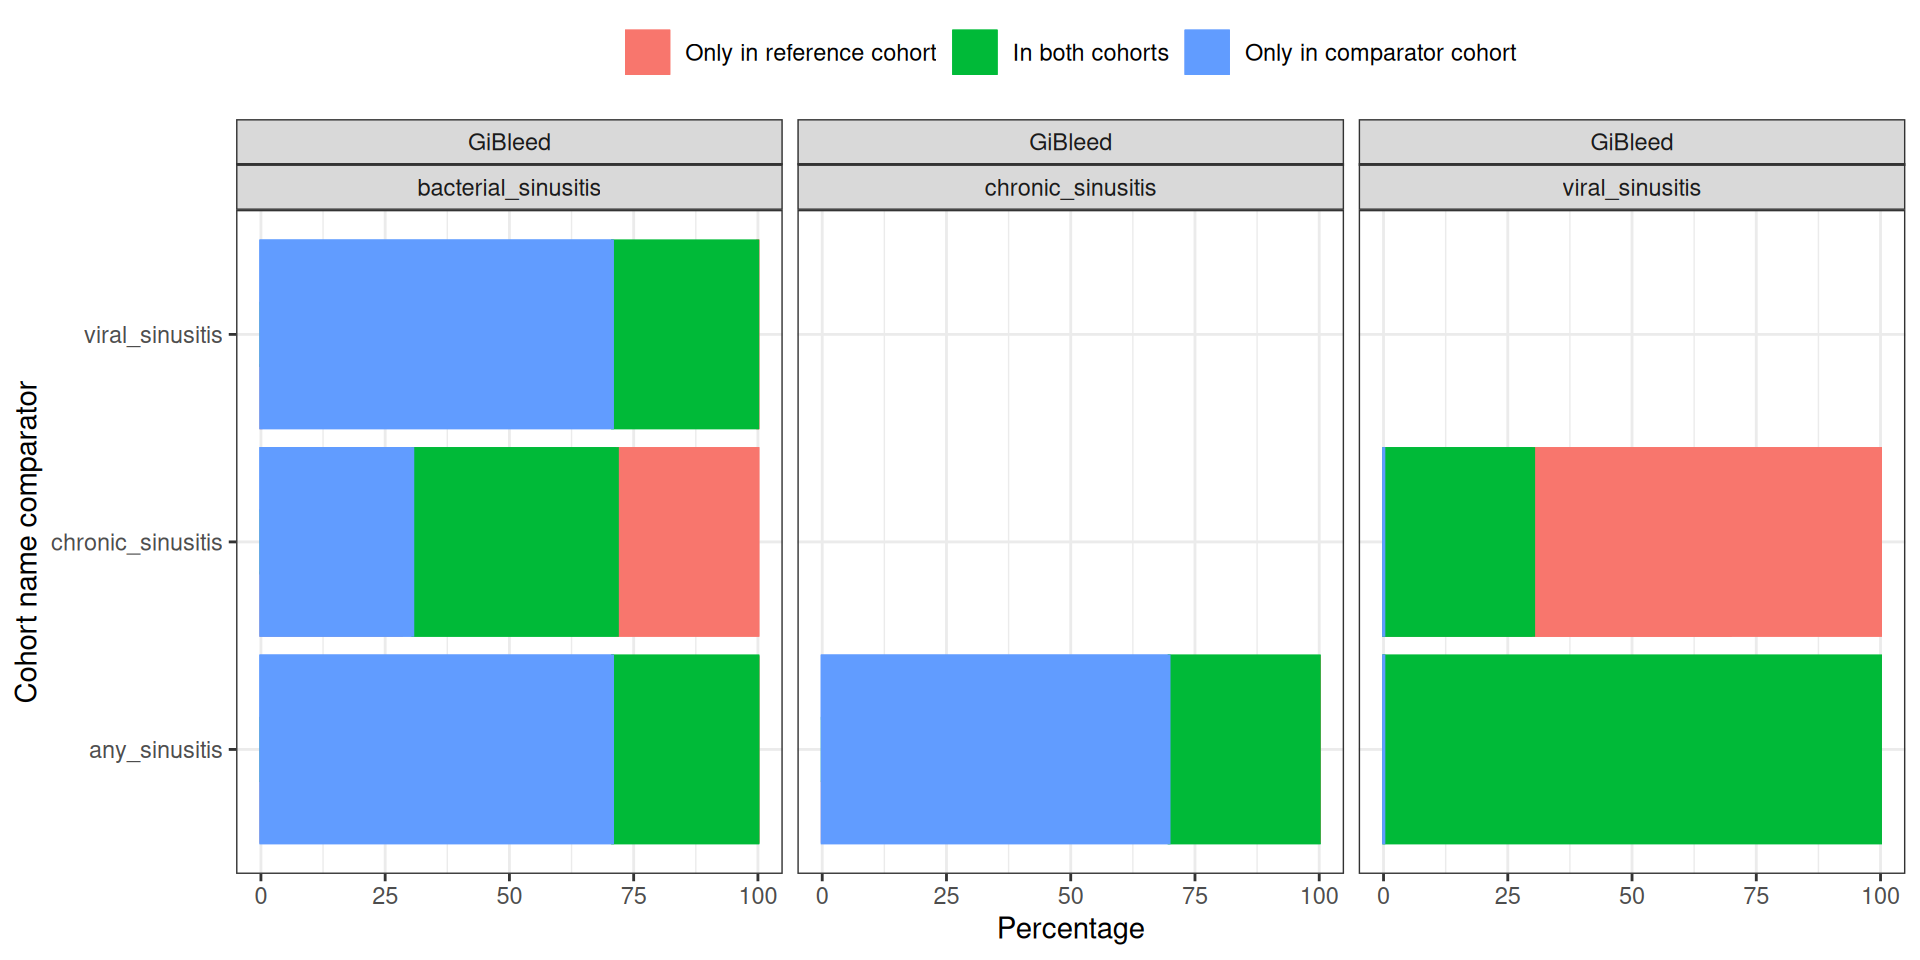 Only in reference cohort In both cohorts Only in comparator cohort
GiBleed GiBleed GiBleed
bacterial_sinusitis chronic_sinusitis viral_sinusitis
Cohort name comparator
viral_sinusitis
chronic_sinusitis
any_sinusitis
0 25 50 75 100 0 25 50 75 100 0 25 50 75 100
Percentage